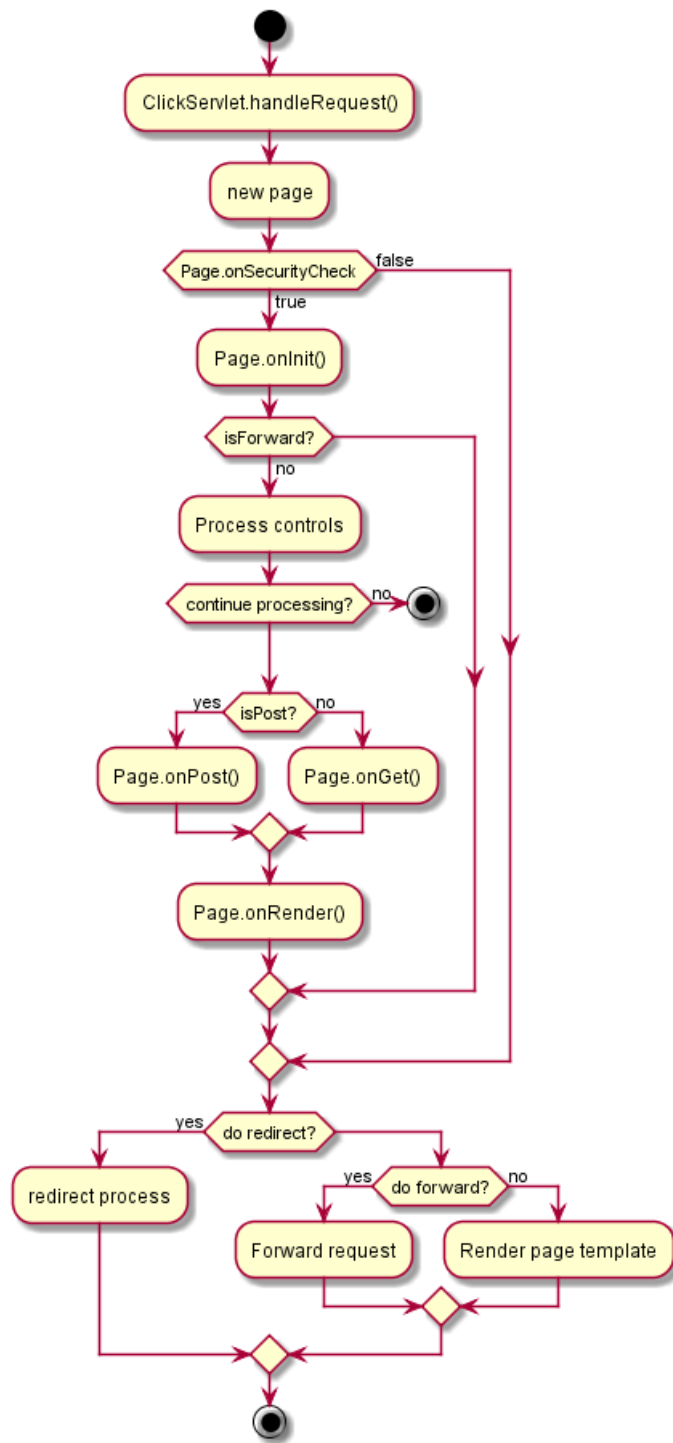 ClickServlet.handleRequest()
new page
Page.onSecurityCheck
false
true
Page.onInit()
isForward?
no
Process controls
continue processing?
no
isPost?
yes
no
Page.onPost()
Page.onGet()
Page.onRender()
do redirect?
yes
redirect process
do forward?
yes
no
Forward request
Render page template